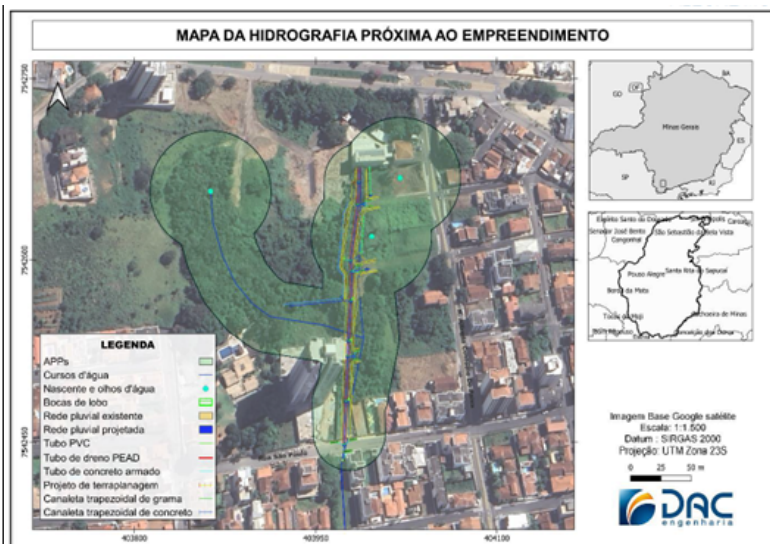 MAPA DA HIDROGRAFIA PRÓXIMA AO EMPREENDIMENTO
7542750
7542600
7542450
403800
403950
404100
LEGENDA
APPs
Cursos d'água
Nascente e olhos d'água
Bocas de lobo
Rede pluvial existente
Rede pluvial projetada
Tubo PVC
Tubo de dreno PEAD
Tubo de concreto armado
Projeto de terraplanagem
Canaleta trapezoidal de grama
Canaleta trapezoidal de concreto
São Paulo
BA
GO
DF
Minas Gerais
ES
SP
RJ
Espírito Santo do Dourado
São Sebastião da Bela Vista
Senador José Bento
Congonhal
Pouso Alegre
Santa Rita do Sapucaí
Borda da Mata
Cachoeira de Minas
Tocos do Moji
Imagem Base Google satélite
Escala: 1:1.500
Datum : SIRGAS 2000
Projeção: UTM Zona 23S
0 25 50 m
DAC
engenharia